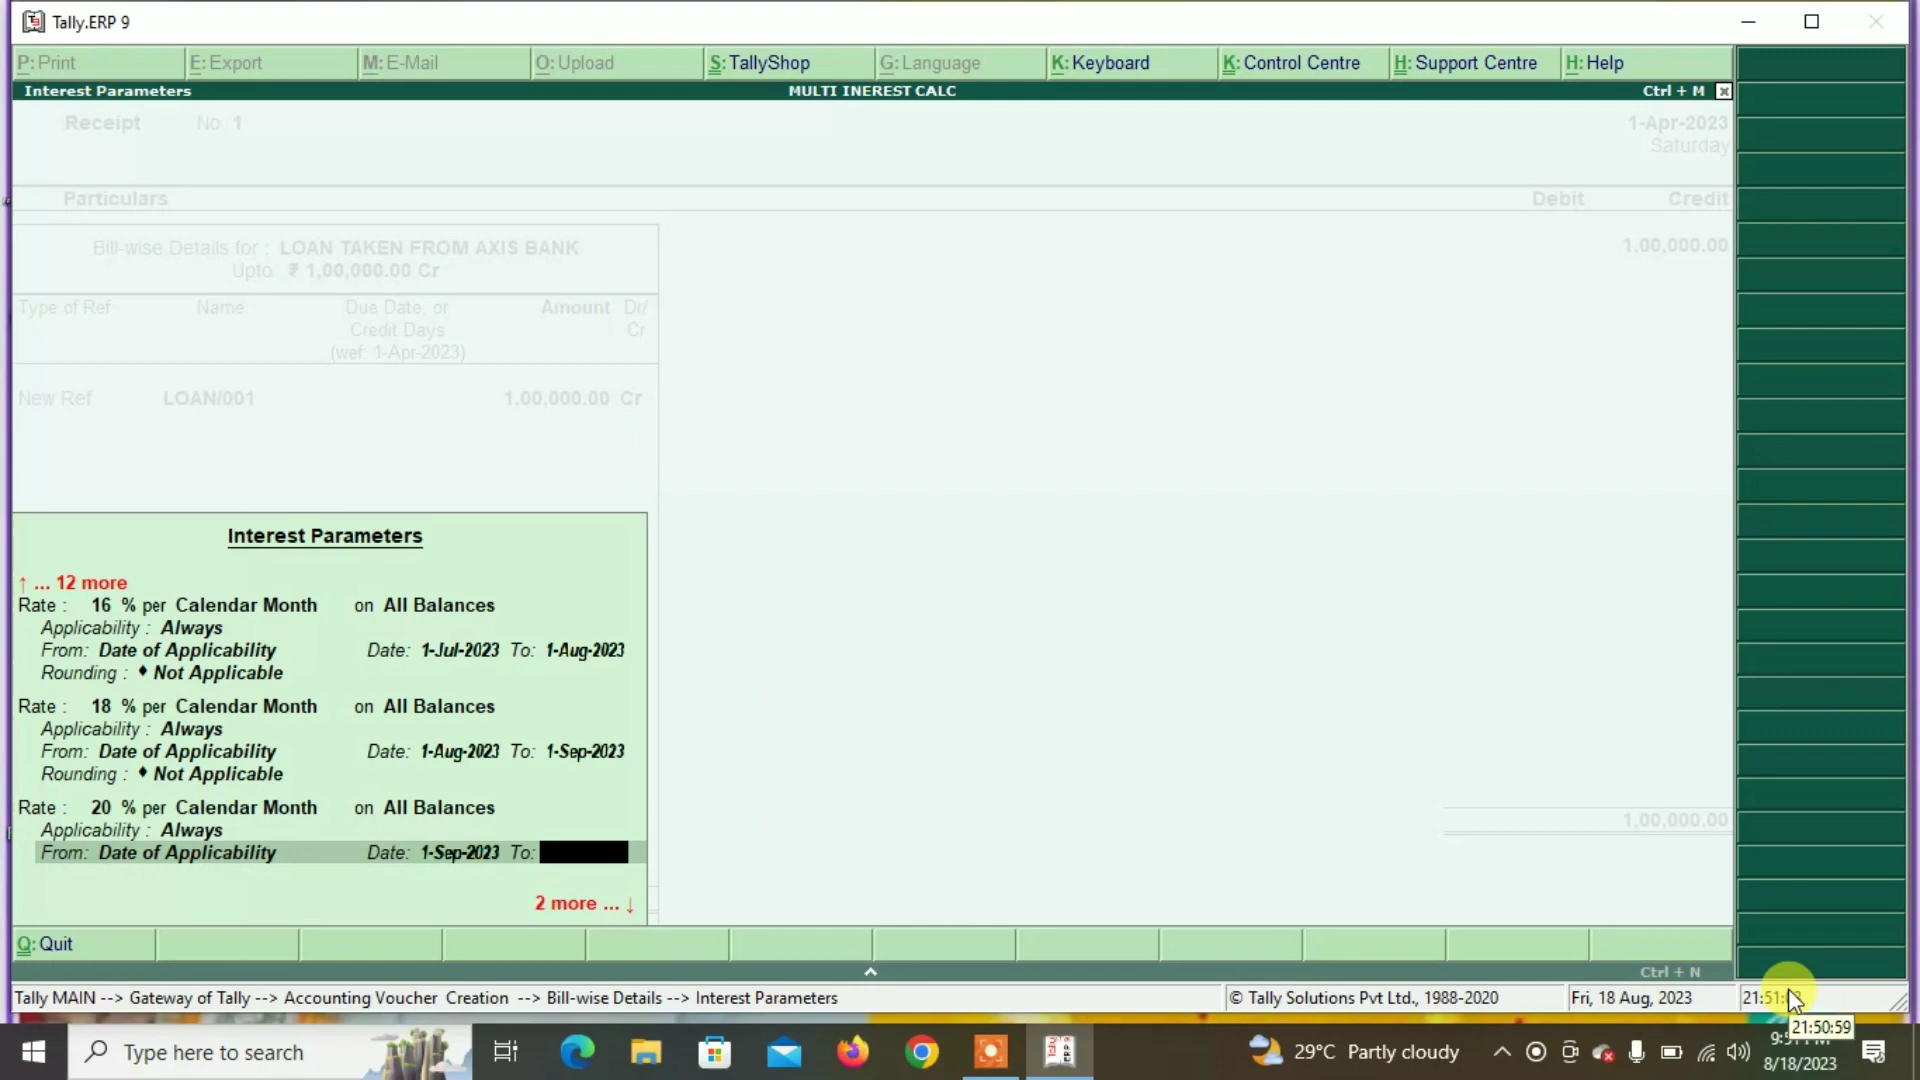 Tally.ERP 9
P: Print E: Export M: E-Mail O: Upload S: TallyShop G: Language K: Keyboard K: Control Centre H: Support Centre H: Help
Interest Parameters MULTI INEREST CALC Ctrl + M
Receipt No. 1 1-Apr-2023
Saturday
Particulars Debit Credit
Bill-wise Details for : LOAN TAKEN FROM AXIS BANK 1,00,000.00
Upto: ₹ 1,00,000.00 Cr
Type of Ref Name Due Date, or Amount Dr/
Credit Days Cr
(wef: 1-Apr-2023)
New Ref LOAN/001 1,00,000.00 Cr
Interest Parameters
↑ ... 12 more
Rate : 16 % per Calendar Month on All Balances
Applicability : Always
From: Date of Applicability Date: 1-Jul-2023 To: 1-Aug-2023
Rounding : ♦ Not Applicable
Rate : 18 % per Calendar Month on All Balances
Applicability : Always
From: Date of Applicability Date: 1-Aug-2023 To: 1-Sep-2023
Rounding : ♦ Not Applicable
Rate : 20 % per Calendar Month on All Balances
Applicability : Always
1,00,000.00
From: Date of Applicability Date: 1-Sep-2023 To:
2 more ... ↓
Q: Quit
Ctrl + N
Tally MAIN --> Gateway of Tally --> Accounting Voucher Creation --> Bill-wise Details --> Interest Parameters © Tally Solutions Pvt Ltd., 1988-2020 Fri, 18 Aug, 2023
21:50:59
Type here to search 29°C Partly cloudy
8/18/2023